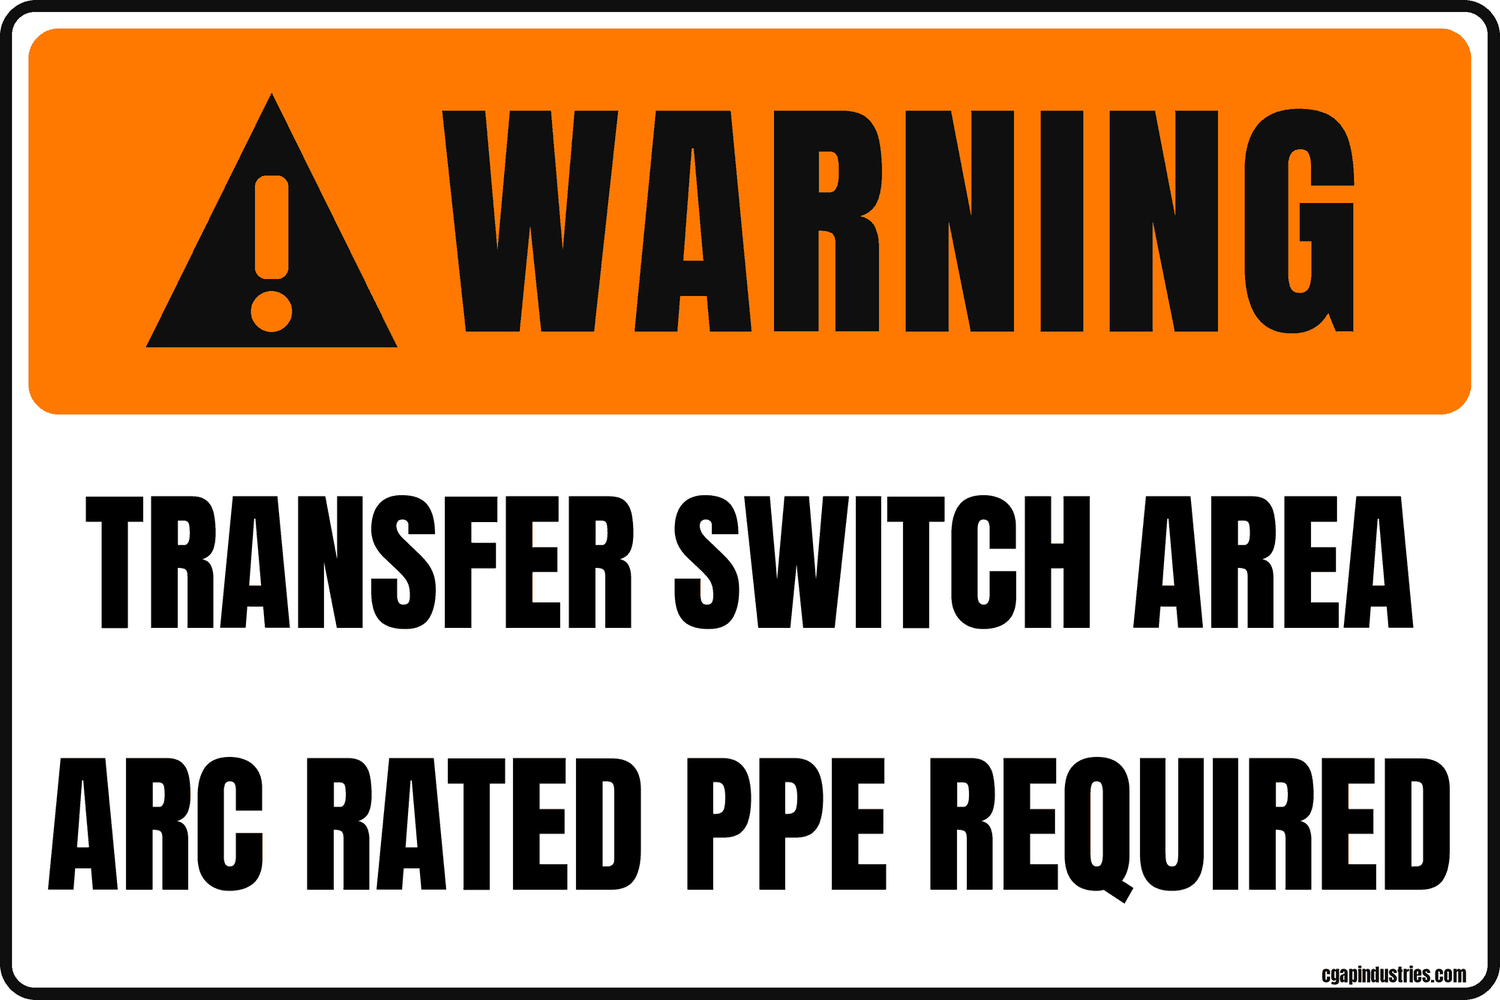 WARNING
TRANSFER SWITCH AREA
ARC RATED PPE REQUIRED
cgapindustries.com